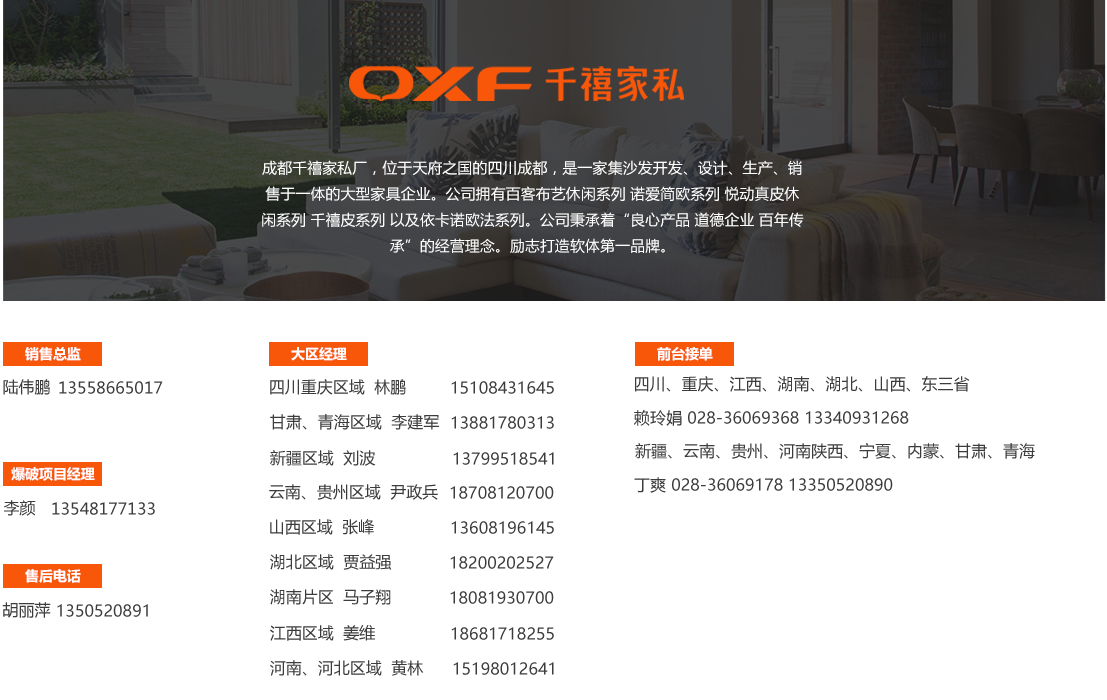 OXF 千禧家私
成都千禧家私厂，位于天府之国的四川成都，是一家集沙发开发、设计、生产、销
售于一体的大型家具企业。公司拥有百客布艺休闲系列 诺爱简欧系列 悦动真皮休
闲系列 千禧皮系列 以及依卡诺欧法系列。公司秉承着“良心产品 道德企业 百年传
承”的经营理念。励志打造软体第一品牌。
销售总监
陆伟鹏 13558665017
爆破项目经理
李颜 13548177133
售后电话
胡丽萍 1350520891
大区经理
四川重庆区域 林鹏 15108431645
甘肃、青海区域 李建军 13881780313
新疆区域 刘波 13799518541
云南、贵州区域 尹政兵 18708120700
山西区域 张峰 13608196145
湖北区域 贾益强 18200202527
湖南片区 马子翔 18081930700
江西区域 姜维 18681718255
河南、河北区域 黄林 15198012641
前台接单
四川、重庆、江西、湖南、湖北、山西、东三省
赖玲娟 028-36069368 13340931268
新疆、云南、贵州、河南陕西、宁夏、内蒙、甘肃、青海
丁爽 028-36069178 13350520890